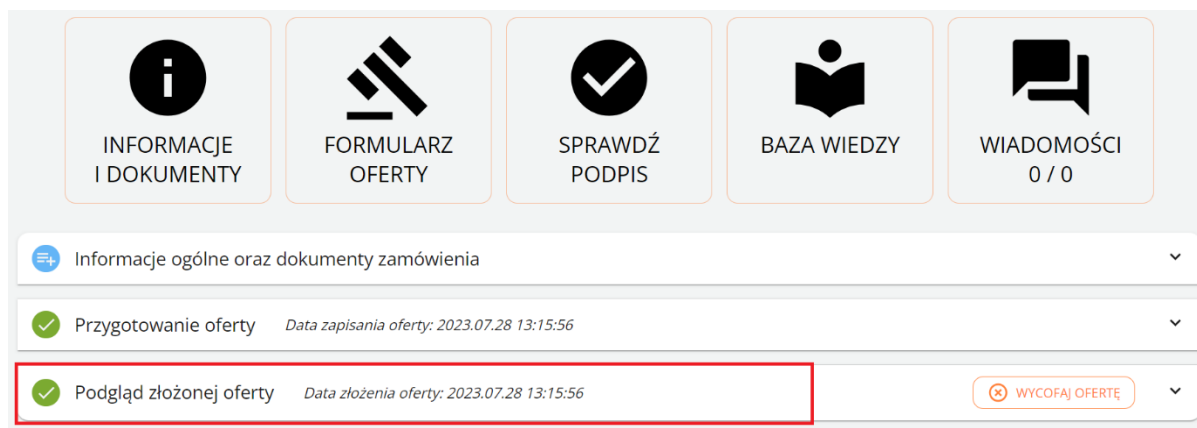 INFORMACJE
I DOKUMENTY
FORMULARZ
OFERTY
SPRAWDŹ
PODPIS
BAZA WIEDZY
WIADOMOŚCI
0 / 0
Informacje ogólne oraz dokumenty zamówienia
Przygotowanie oferty Data zapisania oferty: 2023.07.28 13:15:56
Podgląd złożonej oferty Data złożenia oferty: 2023.07.28 13:15:56 WYCOFAJ OFERTĘ